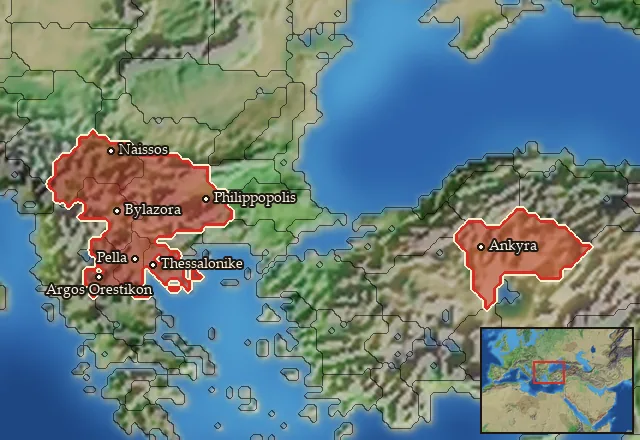 Naissos
Philippopolis
Bylazora
Ankyra
Pella
Thessalonike
Argos Orestikon